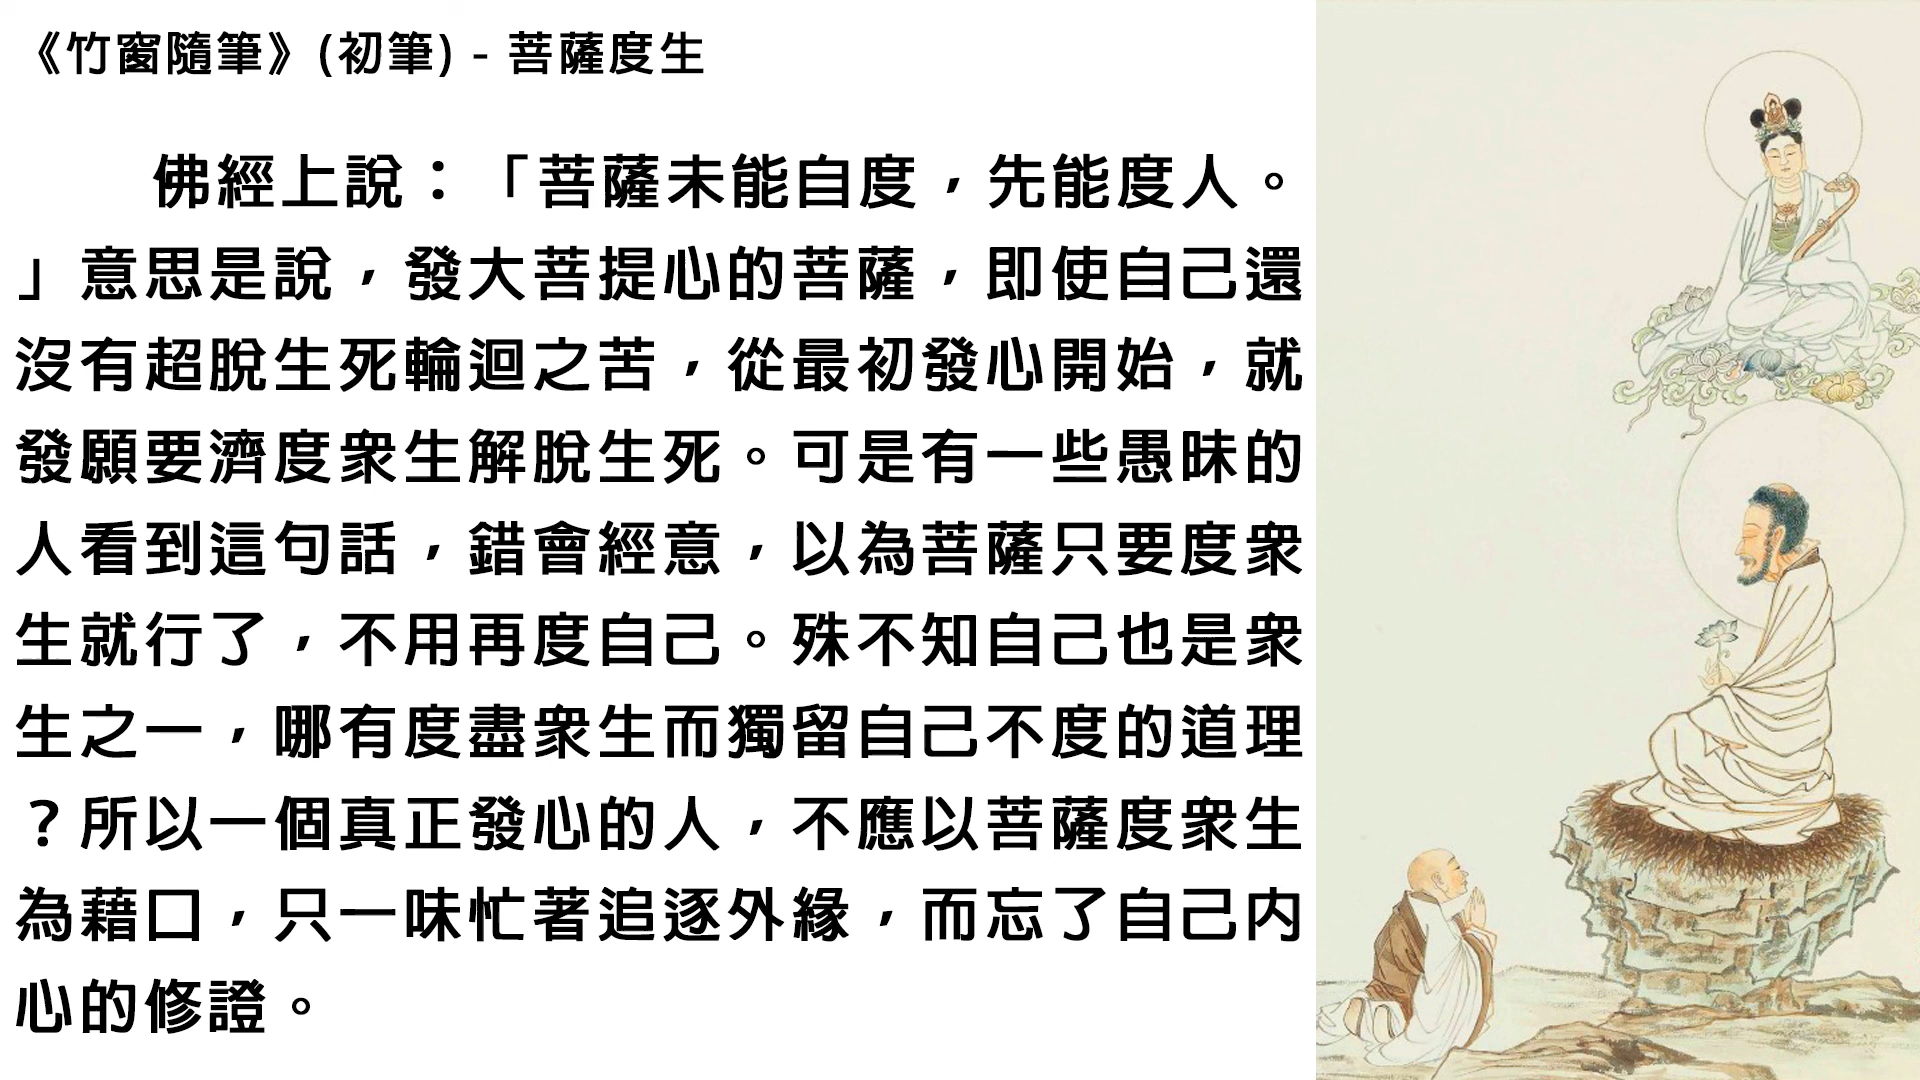 《竹窗隨筆》(初筆) - 菩薩度生
佛經上說：「菩薩未能自度，先能度人。
」意思是說，發大菩提心的菩薩，即使自己還
沒有超脫生死輪迴之苦，從最初發心開始，就
發願要濟度衆生解脫生死。可是有一些愚昧的
人看到這句話，錯會經意，以為菩薩只要度衆
生就行了，不用再度自己。殊不知自己也是衆
生之一，哪有度盡衆生而獨留自己不度的道理
？所以一個真正發心的人，不應以菩薩度衆生
為藉口，只一味忙著追逐外緣，而忘了自己内
心的修證。